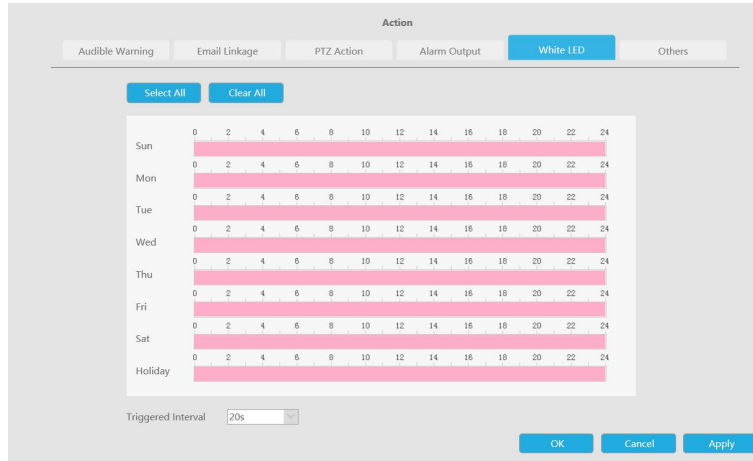 Action
Audible Warning Email Linkage PTZ Action Alarm Output White LED Others
Select All Clear All
0 2 4 6 8 10 12 14 16 18 20 22 24
Sun
0 2 4 6 8 10 12 14 16 18 20 22 24
Mon
0 2 4 6 8 10 12 14 16 18 20 22 24
Tue
0 2 4 6 8 10 12 14 16 18 20 22 24
Wed
0 2 4 6 8 10 12 14 16 18 20 22 24
Thu
0 2 4 6 8 10 12 14 16 18 20 22 24
Fri
0 2 4 6 8 10 12 14 16 18 20 22 24
Sat
0 2 4 6 8 10 12 14 16 18 20 22 24
Holiday
Triggered Interval 20s
OK Cancel Apply